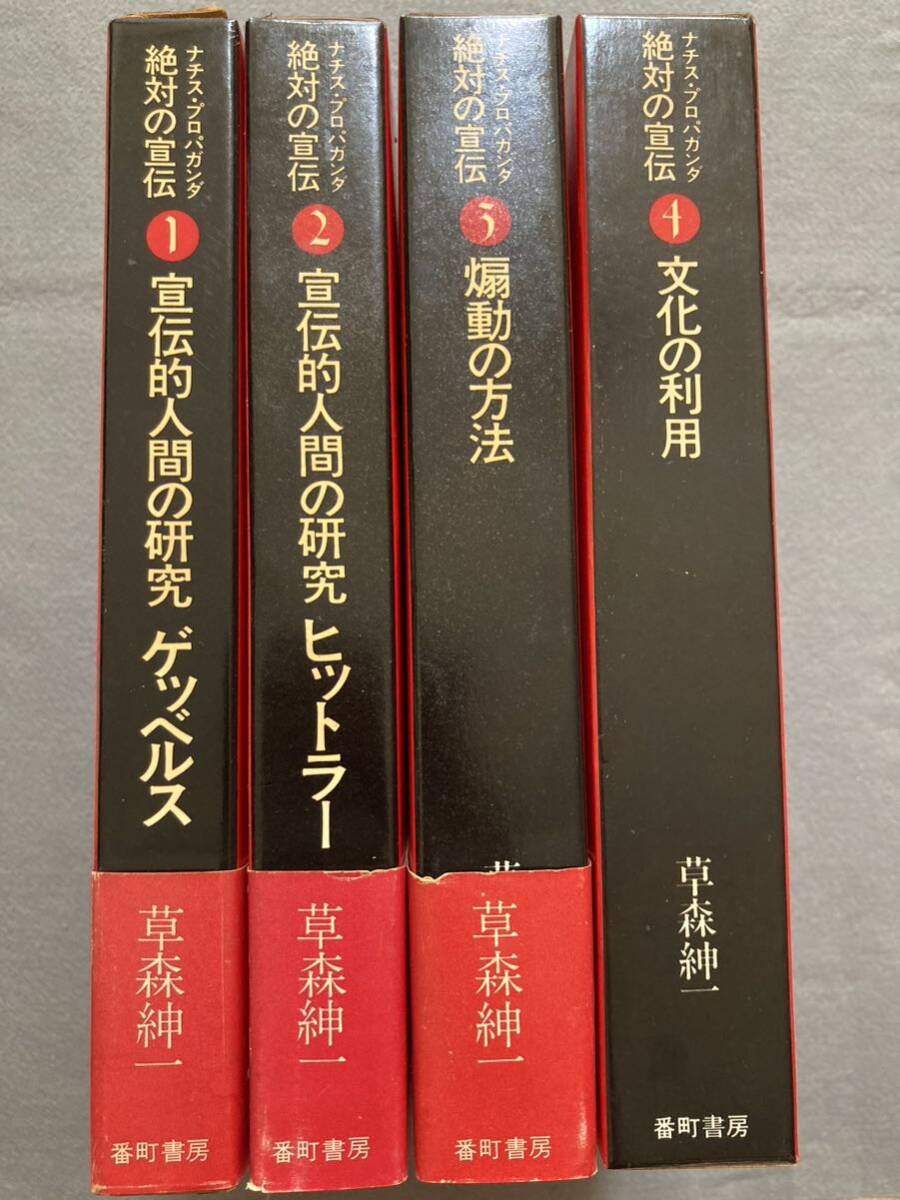 ナチス・プロパガンダ
絶対の宣伝
1
宣伝的人間の研究 ゲッベルス
草森紳一
番町書房
ナチス・プロパガンダ
絶対の宣伝
2
宣伝的人間の研究 ヒットラー
草森紳一
番町書房
ナチス・プロパガンダ
絶対の宣伝
3
煽動の方法
草森紳一
番町書房
ナチス・プロパガンダ
絶対の宣伝
4
文化の利用
草森紳一
番町書房